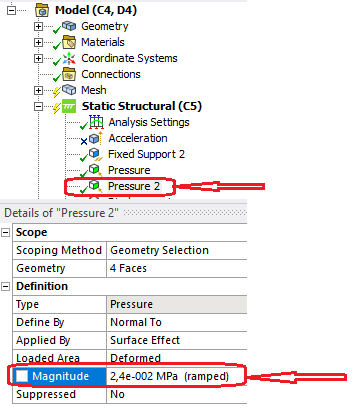 Model (C4, D4)
Geometry
Materials
Coordinate Systems
Connections
Mesh
Static Structural (C5)
Analysis Settings
Acceleration
Fixed Support 2
Pressure
Pressure 2
Details of "Pressure 2"
Scope
Scoping Method Geometry Selection
Geometry 4 Faces
Definition
Type Pressure
Define By Normal To
Applied By Surface Effect
Loaded Area Deformed
Magnitude 2,4e-002 MPa (ramped)
Suppressed No